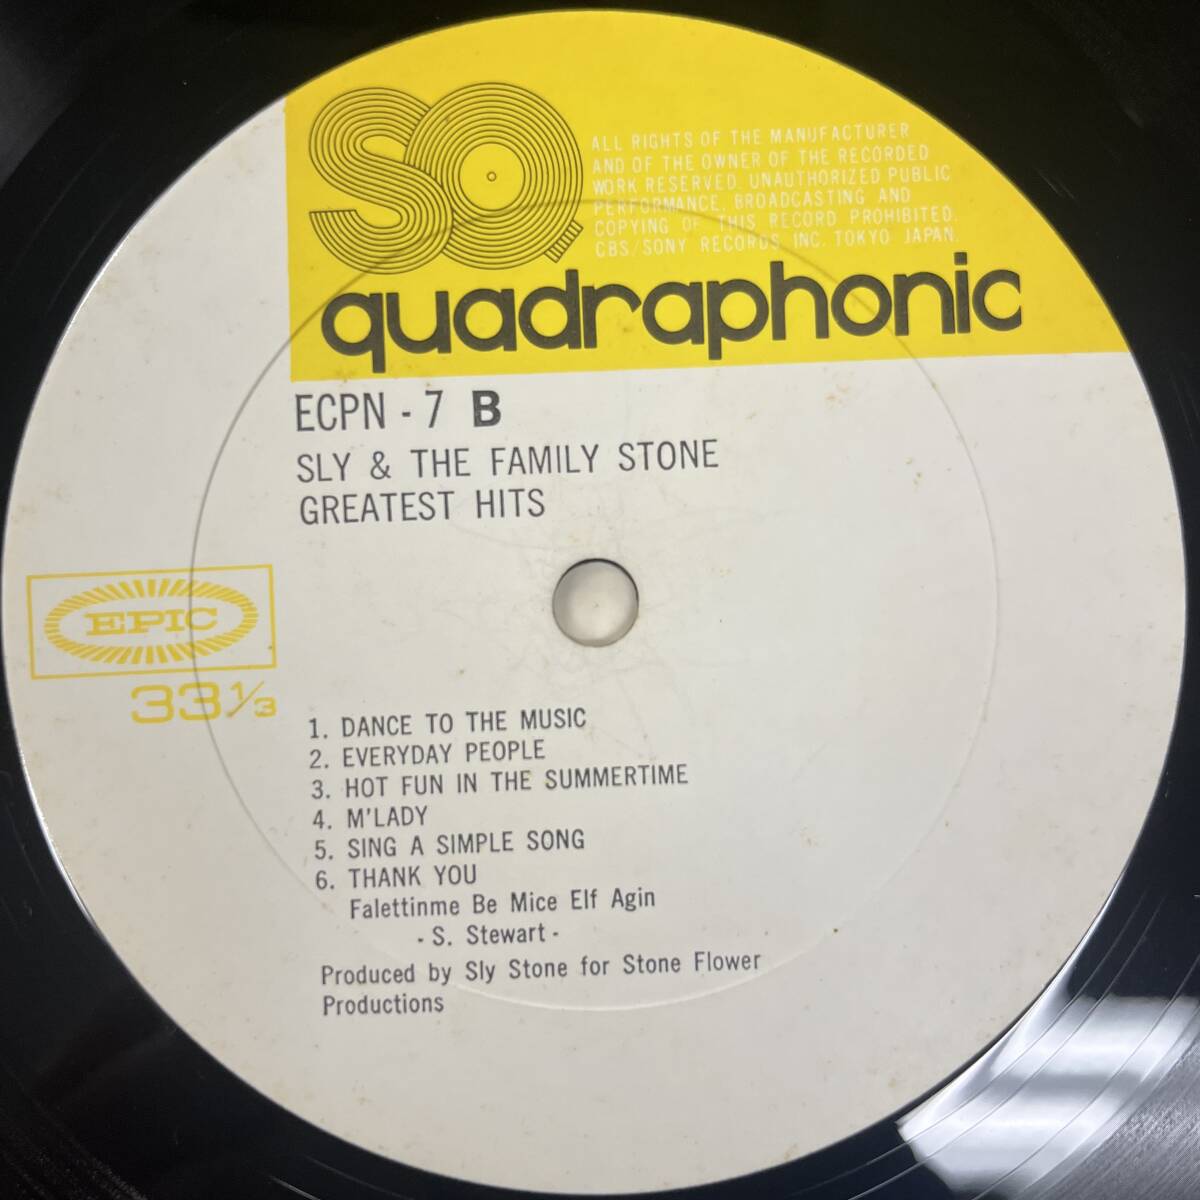 SQ
ALL RIGHTS OF THE MANUFACTURER
AND OF THE OWNER OF THE RECORDED
WORK RESERVED. UNAUTHORIZED PUBLIC
PERFORMANCE, BROADCASTING AND
COPYING OF THIS RECORD PROHIBITED.
CBS/SONY RECORDS INC. TOKYO JAPAN.
quadraphonic
ECPN - 7 B
SLY & THE FAMILY STONE
GREATEST HITS
EPIC
33 1/3
1. DANCE TO THE MUSIC
2. EVERYDAY PEOPLE
3. HOT FUN IN THE SUMMERTIME
4. M'LADY
5. SING A SIMPLE SONG
6. THANK YOU
Falettinme Be Mice Elf Agin
- S. Stewart -
Produced by Sly Stone for Stone Flower
Productions